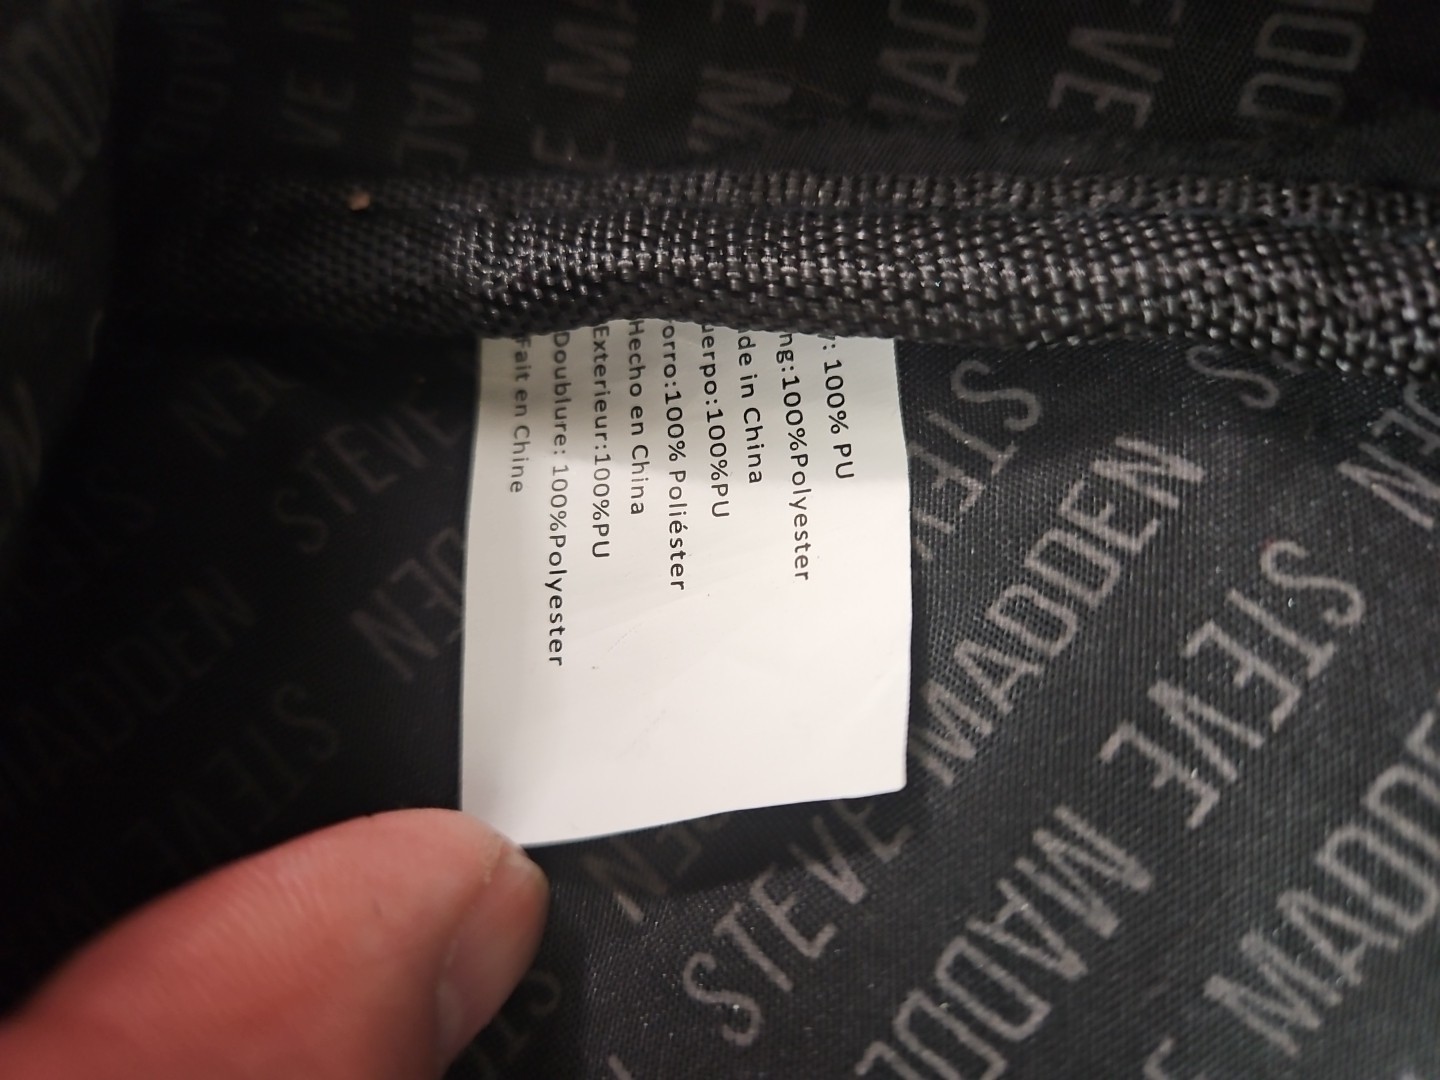 : 100% PU
ng:100%Polyester
de in China
uerpo:100%PU
orro:100% Poliéster
Hecho en China
Exterieur:100%PU
Doublure: 100%Polyester
Fait en Chine
STEVE
MADDEN
STEVE
MADDEN
STEVE
MADDEN
STEVE